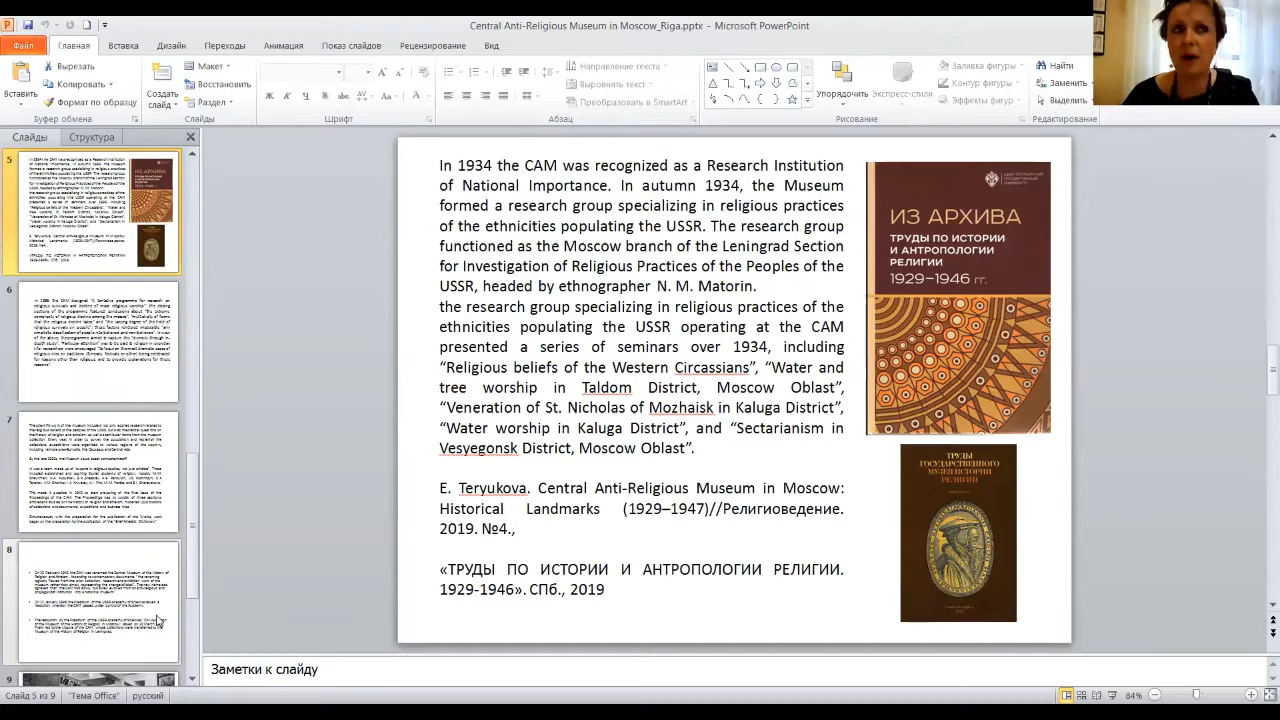 Central Anti-Religious Museum in Moscow_Riga.pptx - Microsoft PowerPoint
Файл Главная Вставка Дизайн Переходы Анимация Показ слайдов Рецензирование Вид
Вставить
Вырезать
Копировать
Формат по образцу
Буфер обмена
Создать слайд
Макет
Восстановить
Раздел
Слайды
Шрифт
Направление текста
Выровнять текст
Преобразовать в SmartArt
Абзац
Упорядочить
Экспресс-стили
Заливка фигуры
Контур фигуры
Эффекты фигур
Рисование
Найти
Заменить
Выделить
Редактирование
Слайды Структура
5
6
7
8
9
In 1934 the CAM was recognized as a Research Institution
of National Importance. In autumn 1934, the Museum
formed a research group specializing in religious practices
of the ethnicities populating the USSR. The research group
functioned as the Moscow branch of the Leningrad Section
for Investigation of Religious Practices of the Peoples of the
USSR, headed by ethnographer N. M. Matorin.
the research group specializing in religious practices of the
ethnicities populating the USSR operating at the CAM
presented a series of seminars over 1934, including
“Religious beliefs of the Western Circassians”, “Water and
tree worship in Taldom District, Moscow Oblast”,
“Veneration of St. Nicholas of Mozhaisk in Kaluga District”,
“Water worship in Kaluga District”, and “Sectarianism in
Vesyegonsk District, Moscow Oblast”.
E. Teryukova. Central Anti-Religious Museum in Moscow:
Historical Landmarks (1929–1947)//Религиоведение.
2019. №4.,
«ТРУДЫ ПО ИСТОРИИ И АНТРОПОЛОГИИ РЕЛИГИИ.
1929-1946». СПб., 2019
ИЗ АРХИВА
ТРУДЫ ПО ИСТОРИИ
И АНТРОПОЛОГИИ
РЕЛИГИИ
1929–1946 гг.
ТРУДЫ
ГОСУДАРСТВЕННОГО
МУЗЕЯ ИСТОРИИ
РЕЛИГИИ
Заметки к слайду
Слайд 5 из 9 "Тема Office" русский 84%